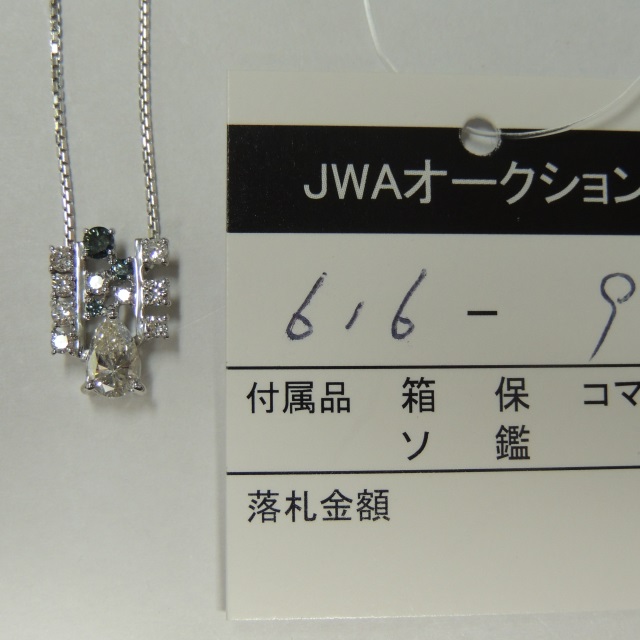 JWAオークション
616 - 9
付属品 箱 保 コマ
ソ 鑑
落札金額